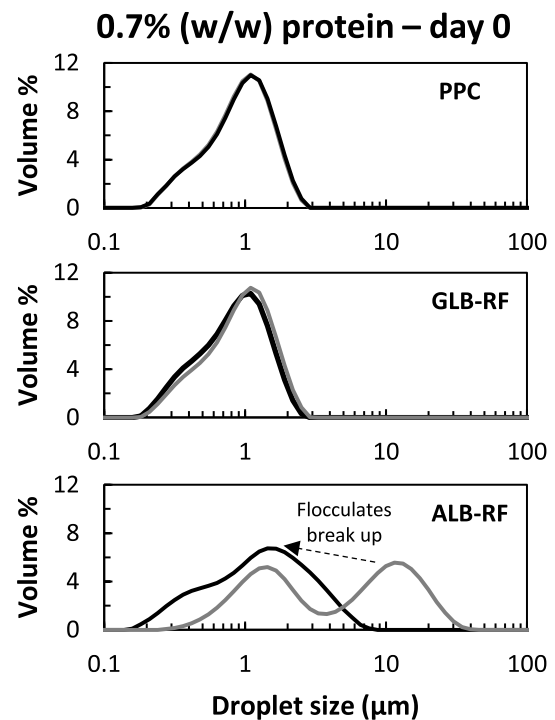 0.7% (w/w) protein – day 0
12
8
4
0
Volume %
PPC
0.1 1 10 100
12
8
4
0
Volume %
GLB-RF
0.1 1 10 100
12
8
4
0
Volume %
Flocculates
break up
ALB-RF
0.1 1 10 100
Droplet size (μm)